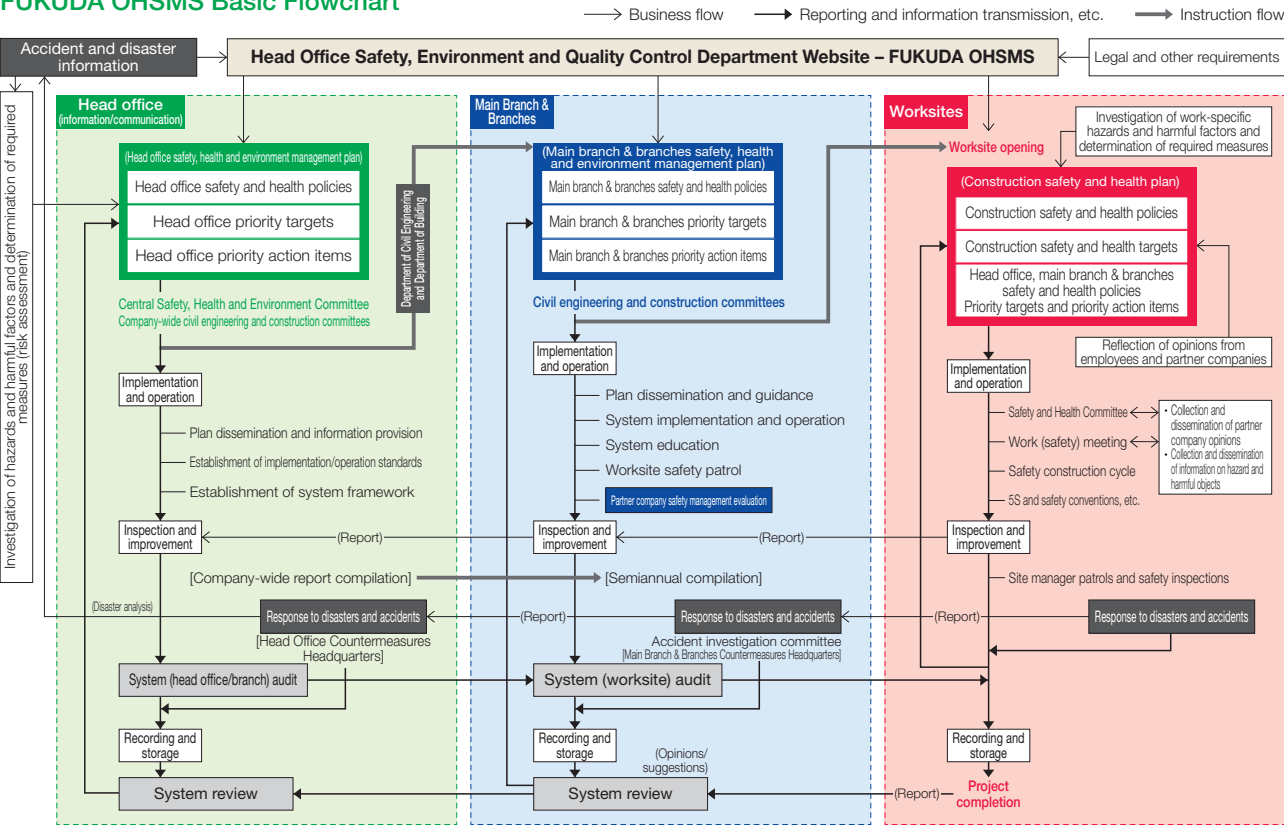 FUKUDA OHSMS Basic Flowchart
Business flow
Reporting and information transmission, etc.
Instruction flow
Accident and disaster
information
Head Office Safety, Environment and Quality Control Department Website – FUKUDA OHSMS
Legal and other requirements
Investigation of hazards and harmful factors and determination of required
measures (risk assessment)
Head office
(information/communication)
(Head office safety, health and environment management plan)
Head office safety and health policies
Head office priority targets
Head office priority action items
Central Safety, Health and Environment Committee
Company-wide civil engineering and construction committees
Implementation
and operation
Plan dissemination and information provision
Establishment of implementation/operation standards
Establishment of system framework
Inspection and
improvement
(Report)
[Company-wide report compilation]
(Disaster analysis)
Response to disasters and accidents
[Head Office Countermeasures
Headquarters]
System (head office/branch) audit
Recording and
storage
System review
Department of Civil Engineering
and Department of Building
Main Branch &
Branches
(Main branch & branches safety, health
and environment management plan)
Main branch & branches safety and health policies
Main branch & branches priority targets
Main branch & branches priority action items
Civil engineering and construction committees
Implementation
and operation
Plan dissemination and guidance
System implementation and operation
System education
Worksite safety patrol
Partner company safety management evaluation
Inspection and
improvement
(Report)
[Semiannual compilation]
(Report)
Response to disasters and accidents
Accident investigation committee
[Main Branch & Branches Countermeasures Headquarters]
System (worksite) audit
Recording and
storage
(Opinions/
suggestions)
System review
Worksites
Worksite opening
Investigation of work-specific
hazards and harmful factors and
determination of required measures
(Construction safety and health plan)
Construction safety and health policies
Construction safety and health targets
Head office, main branch & branches
safety and health policies
Priority targets and priority action items
Reflection of opinions from
employees and partner companies
Implementation
and operation
Safety and Health Committee
Work (safety) meeting
Safety construction cycle
5S and safety conventions, etc.
• Collection and
dissemination of partner
company opinions
• Collection and dissemination
of information on hazard and
harmful objects
Inspection and
improvement
Site manager patrols and safety inspections
(Report)
Response to disasters and accidents
Recording and
storage
(Report)
Project
completion